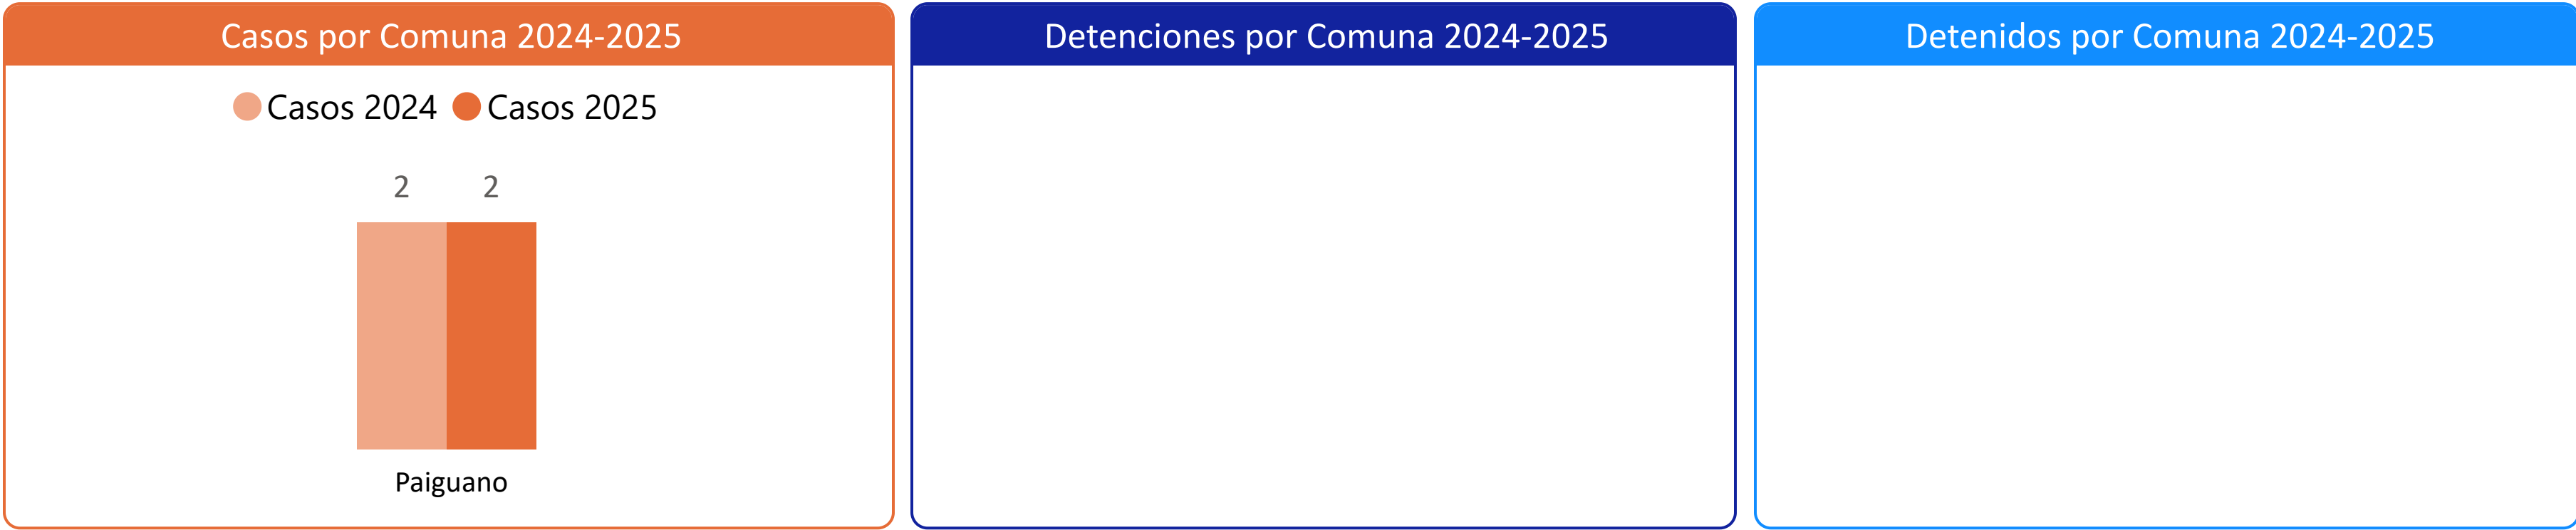 Casos por Comuna 2024-2025
Casos 2024 Casos 2025
2 2
Paiguano
Detenciones por Comuna 2024-2025
Detenidos por Comuna 2024-2025